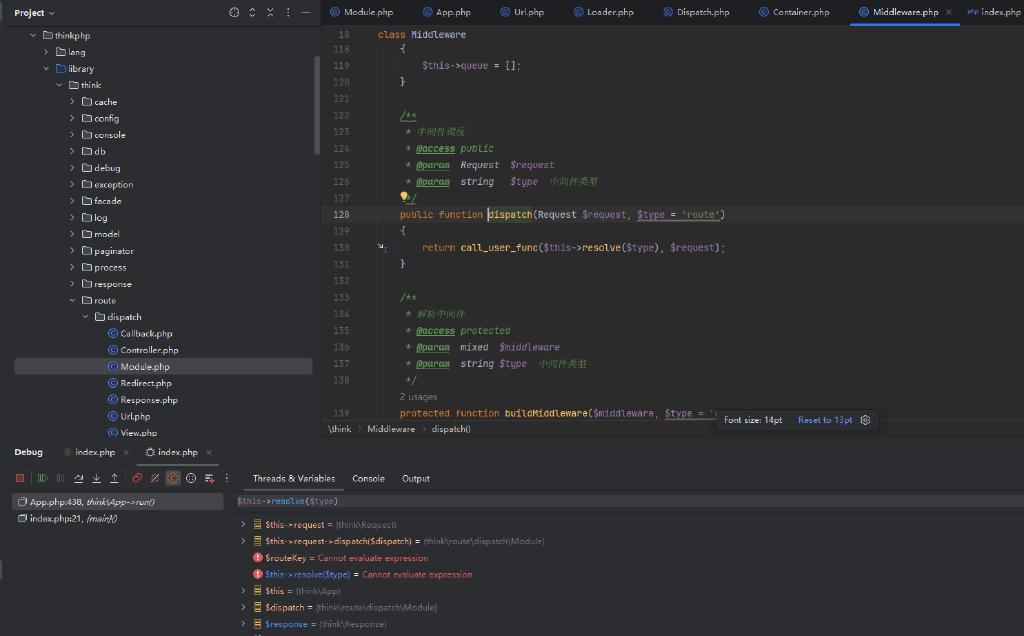 Project
Module.php
App.php
Url.php
Loader.php
Dispatch.php
Container.php
Middleware.php
index.php
thinkphp
lang
library
think
cache
config
console
db
debug
exception
facade
log
model
paginator
process
response
route
dispatch
Callback.php
Controller.php
Module.php
Redirect.php
Response.php
Url.php
View.php
18 class Middleware
118 {
119 $this->queue = [];
120 }
121
122 /**
123 * 中间件调度
124 * @access public
125 * @param Request $request
126 * @param string $type 中间件类型
127 */
128 public function dispatch(Request $request, $type = 'route')
129 {
130 return call_user_func($this->resolve($type), $request);
131 }
132
133 /**
134 * 解析中间件
135 * @access protected
136 * @param mixed $middleware
137 * @param string $type 中间件类型
138 */
2 usages
139 protected function buildMiddleware($middleware, $type = '
Font size: 14pt Reset to 13pt
\think > Middleware > dispatch()
Debug index.php index.php
Threads & Variables Console Output
App.php:438, think\App->run()
index.php:21, {main}()
$this->resolve($type)
$this->request = {think\Request}
$this->request->dispatch($dispatch) = {think\route\dispatch\Module}
$routeKey = Cannot evaluate expression
$this->resolve($type) = Cannot evaluate expression
$this = {think\App}
$dispatch = {think\route\dispatch\Module}
$response = {think\Response}